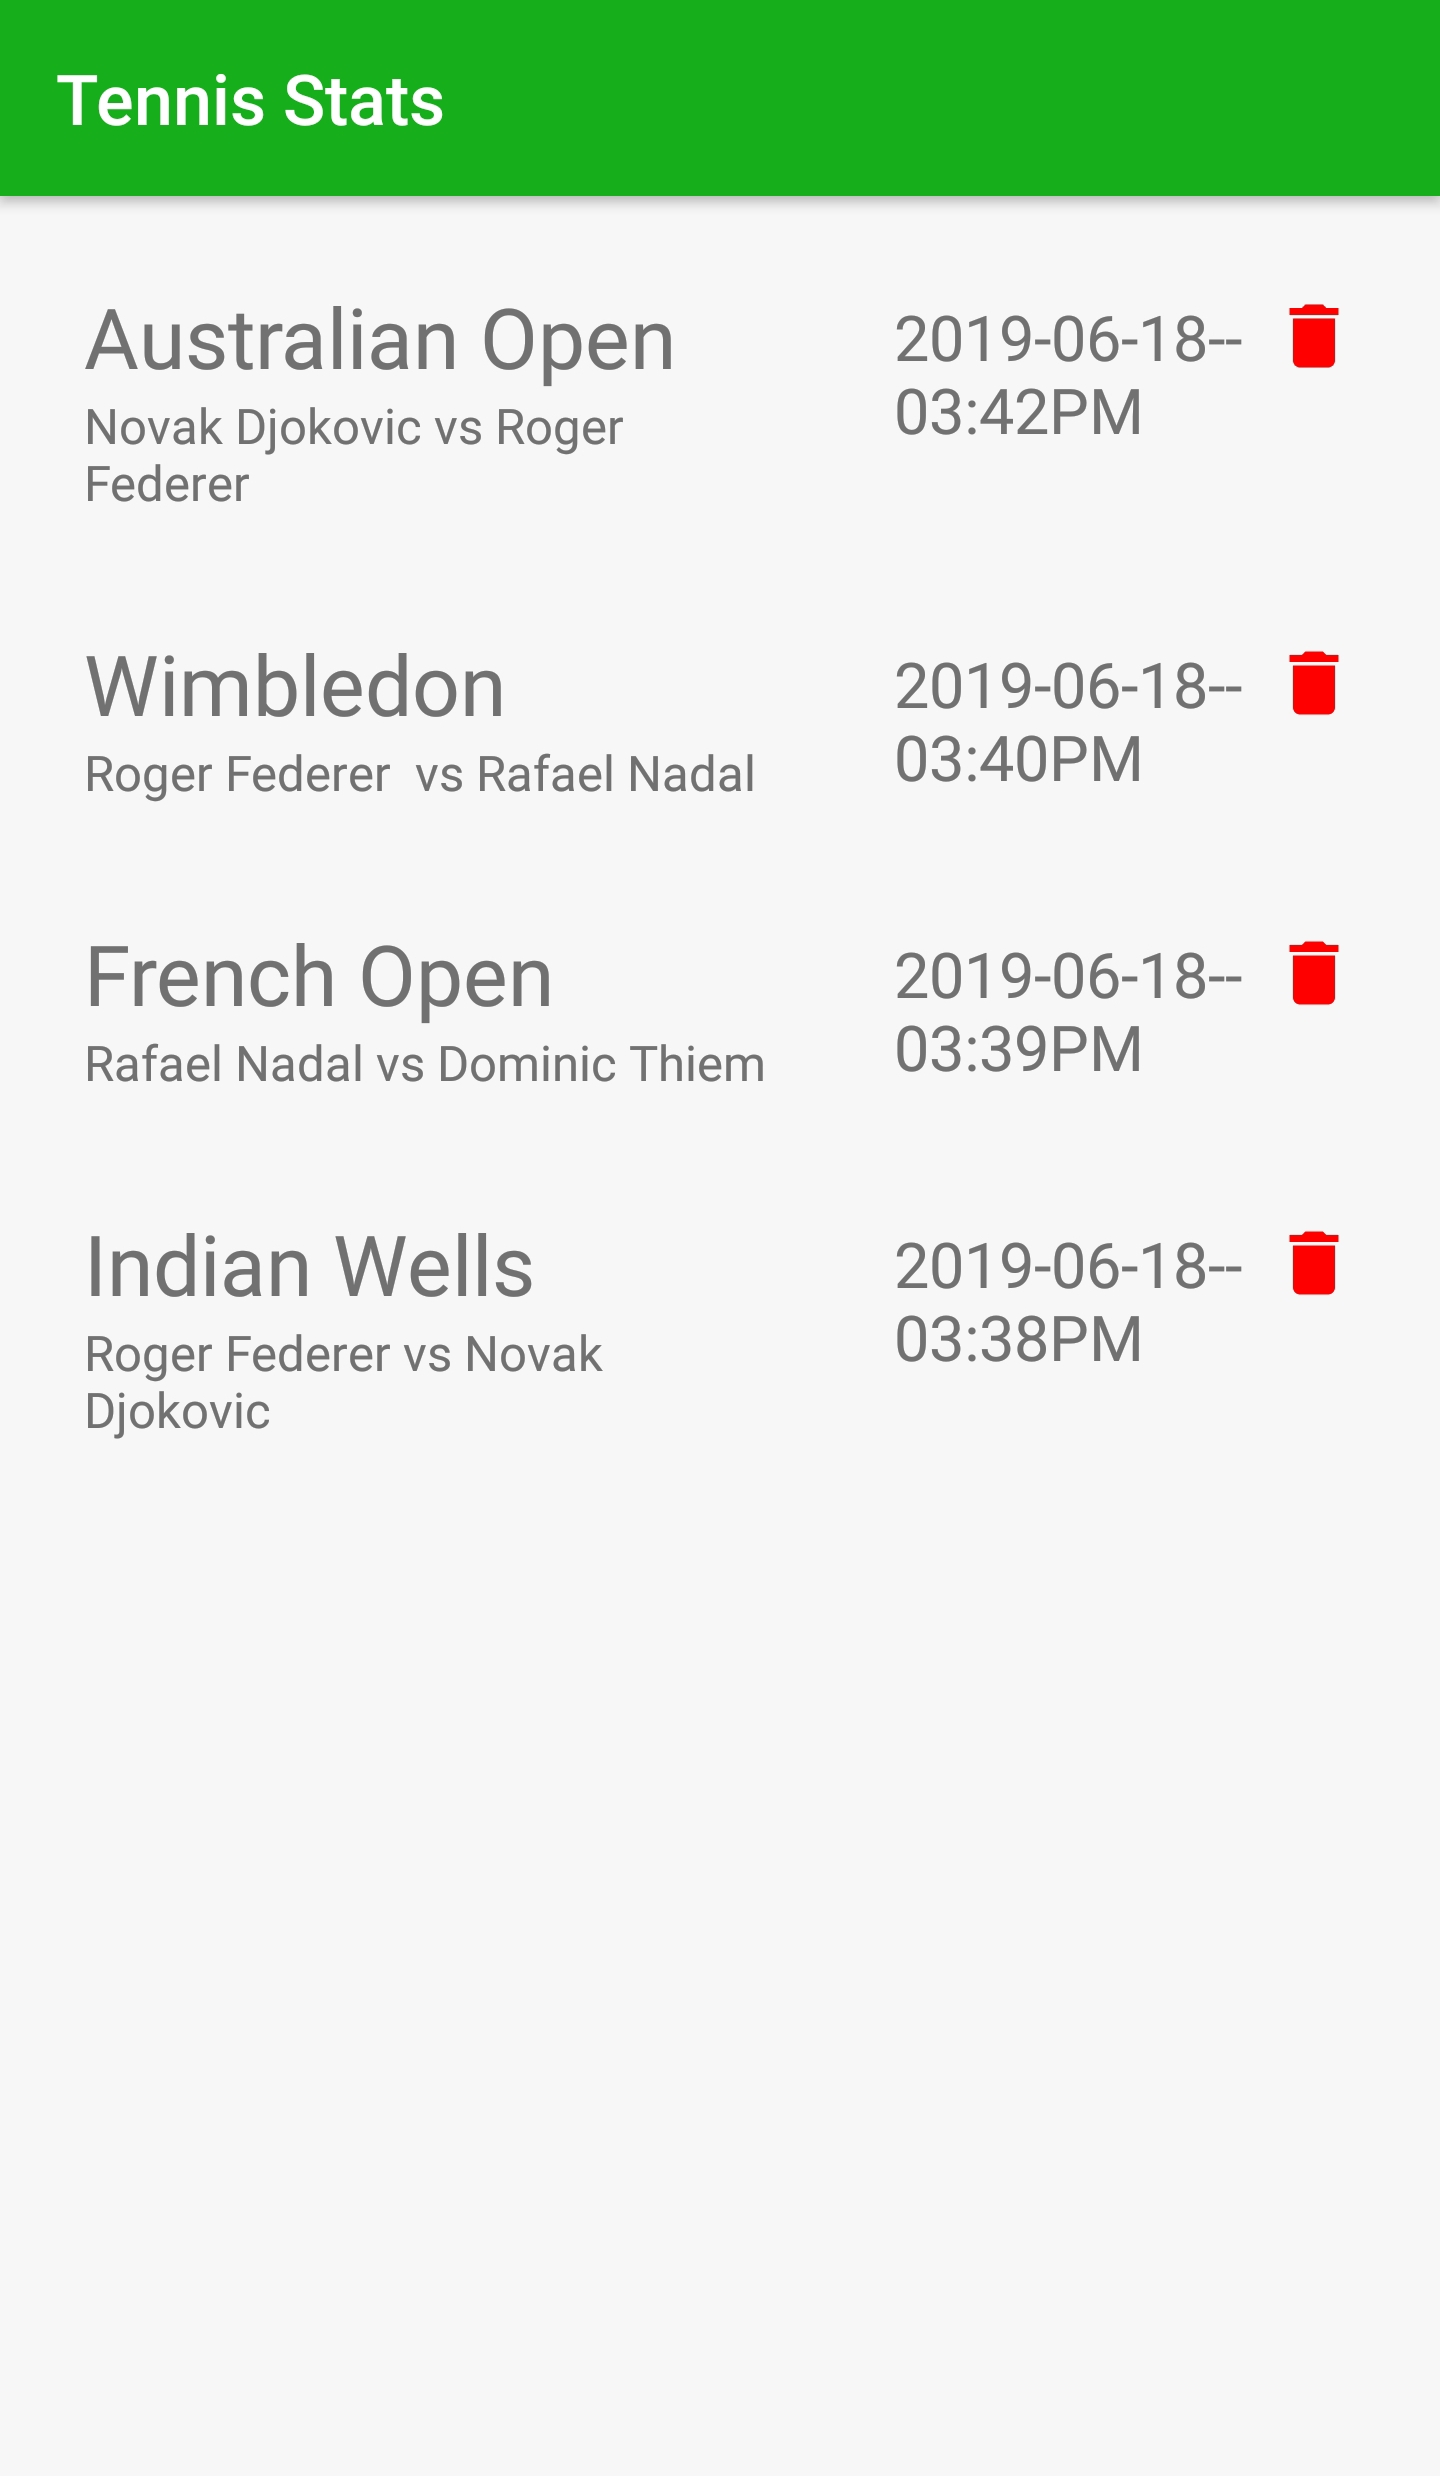 Tennis Stats
Australian Open
2019-06-18--
03:42PM
Novak Djokovic vs Roger
Federer
Wimbledon
2019-06-18--
03:40PM
Roger Federer  vs Rafael Nadal
French Open
2019-06-18--
03:39PM
Rafael Nadal vs Dominic Thiem
Indian Wells
2019-06-18--
03:38PM
Roger Federer vs Novak
Djokovic